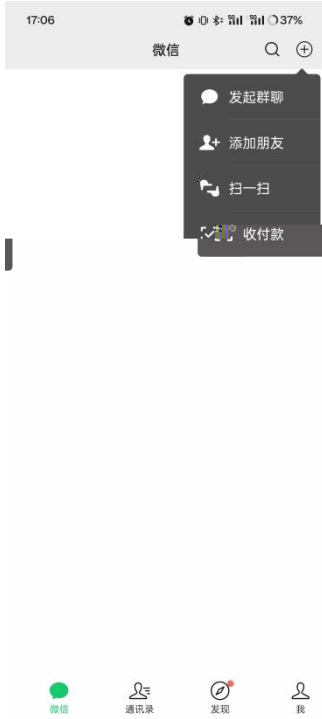 17:06
37%
微信
发起群聊
添加朋友
扫一扫
收付款
微信 通讯录 发现 我